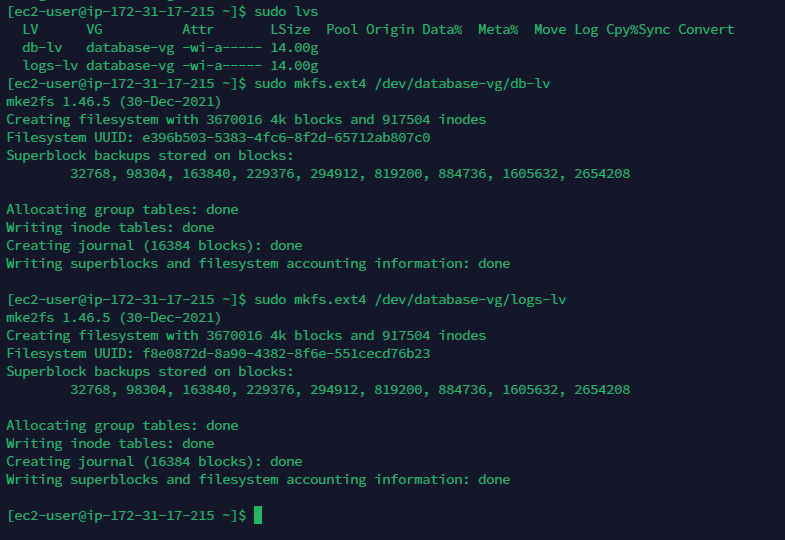 [ec2-user@ip-172-31-17-215 ~]$ sudo lvs
  LV      VG          Attr       LSize  Pool Origin Data%  Meta%  Move Log Cpy%Sync Convert
  db-lv   database-vg -wi-a----- 14.00g
  logs-lv database-vg -wi-a----- 14.00g
[ec2-user@ip-172-31-17-215 ~]$ sudo mkfs.ext4 /dev/database-vg/db-lv
mke2fs 1.46.5 (30-Dec-2021)
Creating filesystem with 3670016 4k blocks and 917504 inodes
Filesystem UUID: e396b503-5383-4fc6-8f2d-65712ab807c0
Superblock backups stored on blocks:
        32768, 98304, 163840, 229376, 294912, 819200, 884736, 1605632, 2654208

Allocating group tables: done
Writing inode tables: done
Creating journal (16384 blocks): done
Writing superblocks and filesystem accounting information: done

[ec2-user@ip-172-31-17-215 ~]$ sudo mkfs.ext4 /dev/database-vg/logs-lv
mke2fs 1.46.5 (30-Dec-2021)
Creating filesystem with 3670016 4k blocks and 917504 inodes
Filesystem UUID: f8e0872d-8a90-4382-8f6e-551cecd76b23
Superblock backups stored on blocks:
        32768, 98304, 163840, 229376, 294912, 819200, 884736, 1605632, 2654208

Allocating group tables: done
Writing inode tables: done
Creating journal (16384 blocks): done
Writing superblocks and filesystem accounting information: done

[ec2-user@ip-172-31-17-215 ~]$